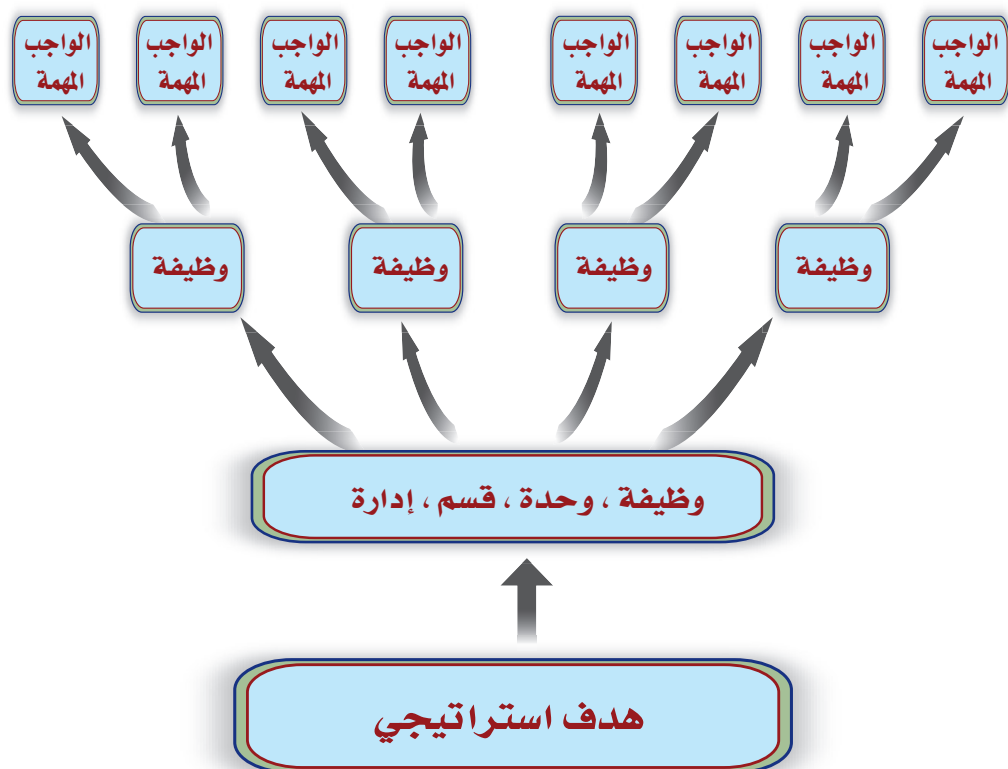 الواجب
المهمة
الواجب
المهمة
الواجب
المهمة
الواجب
المهمة
الواجب
المهمة
الواجب
المهمة
الواجب
المهمة
الواجب
المهمة
وظيفة
وظيفة
وظيفة
وظيفة
وظيفة ، وحدة ، قسم ، إدارة
هدف استراتيجي